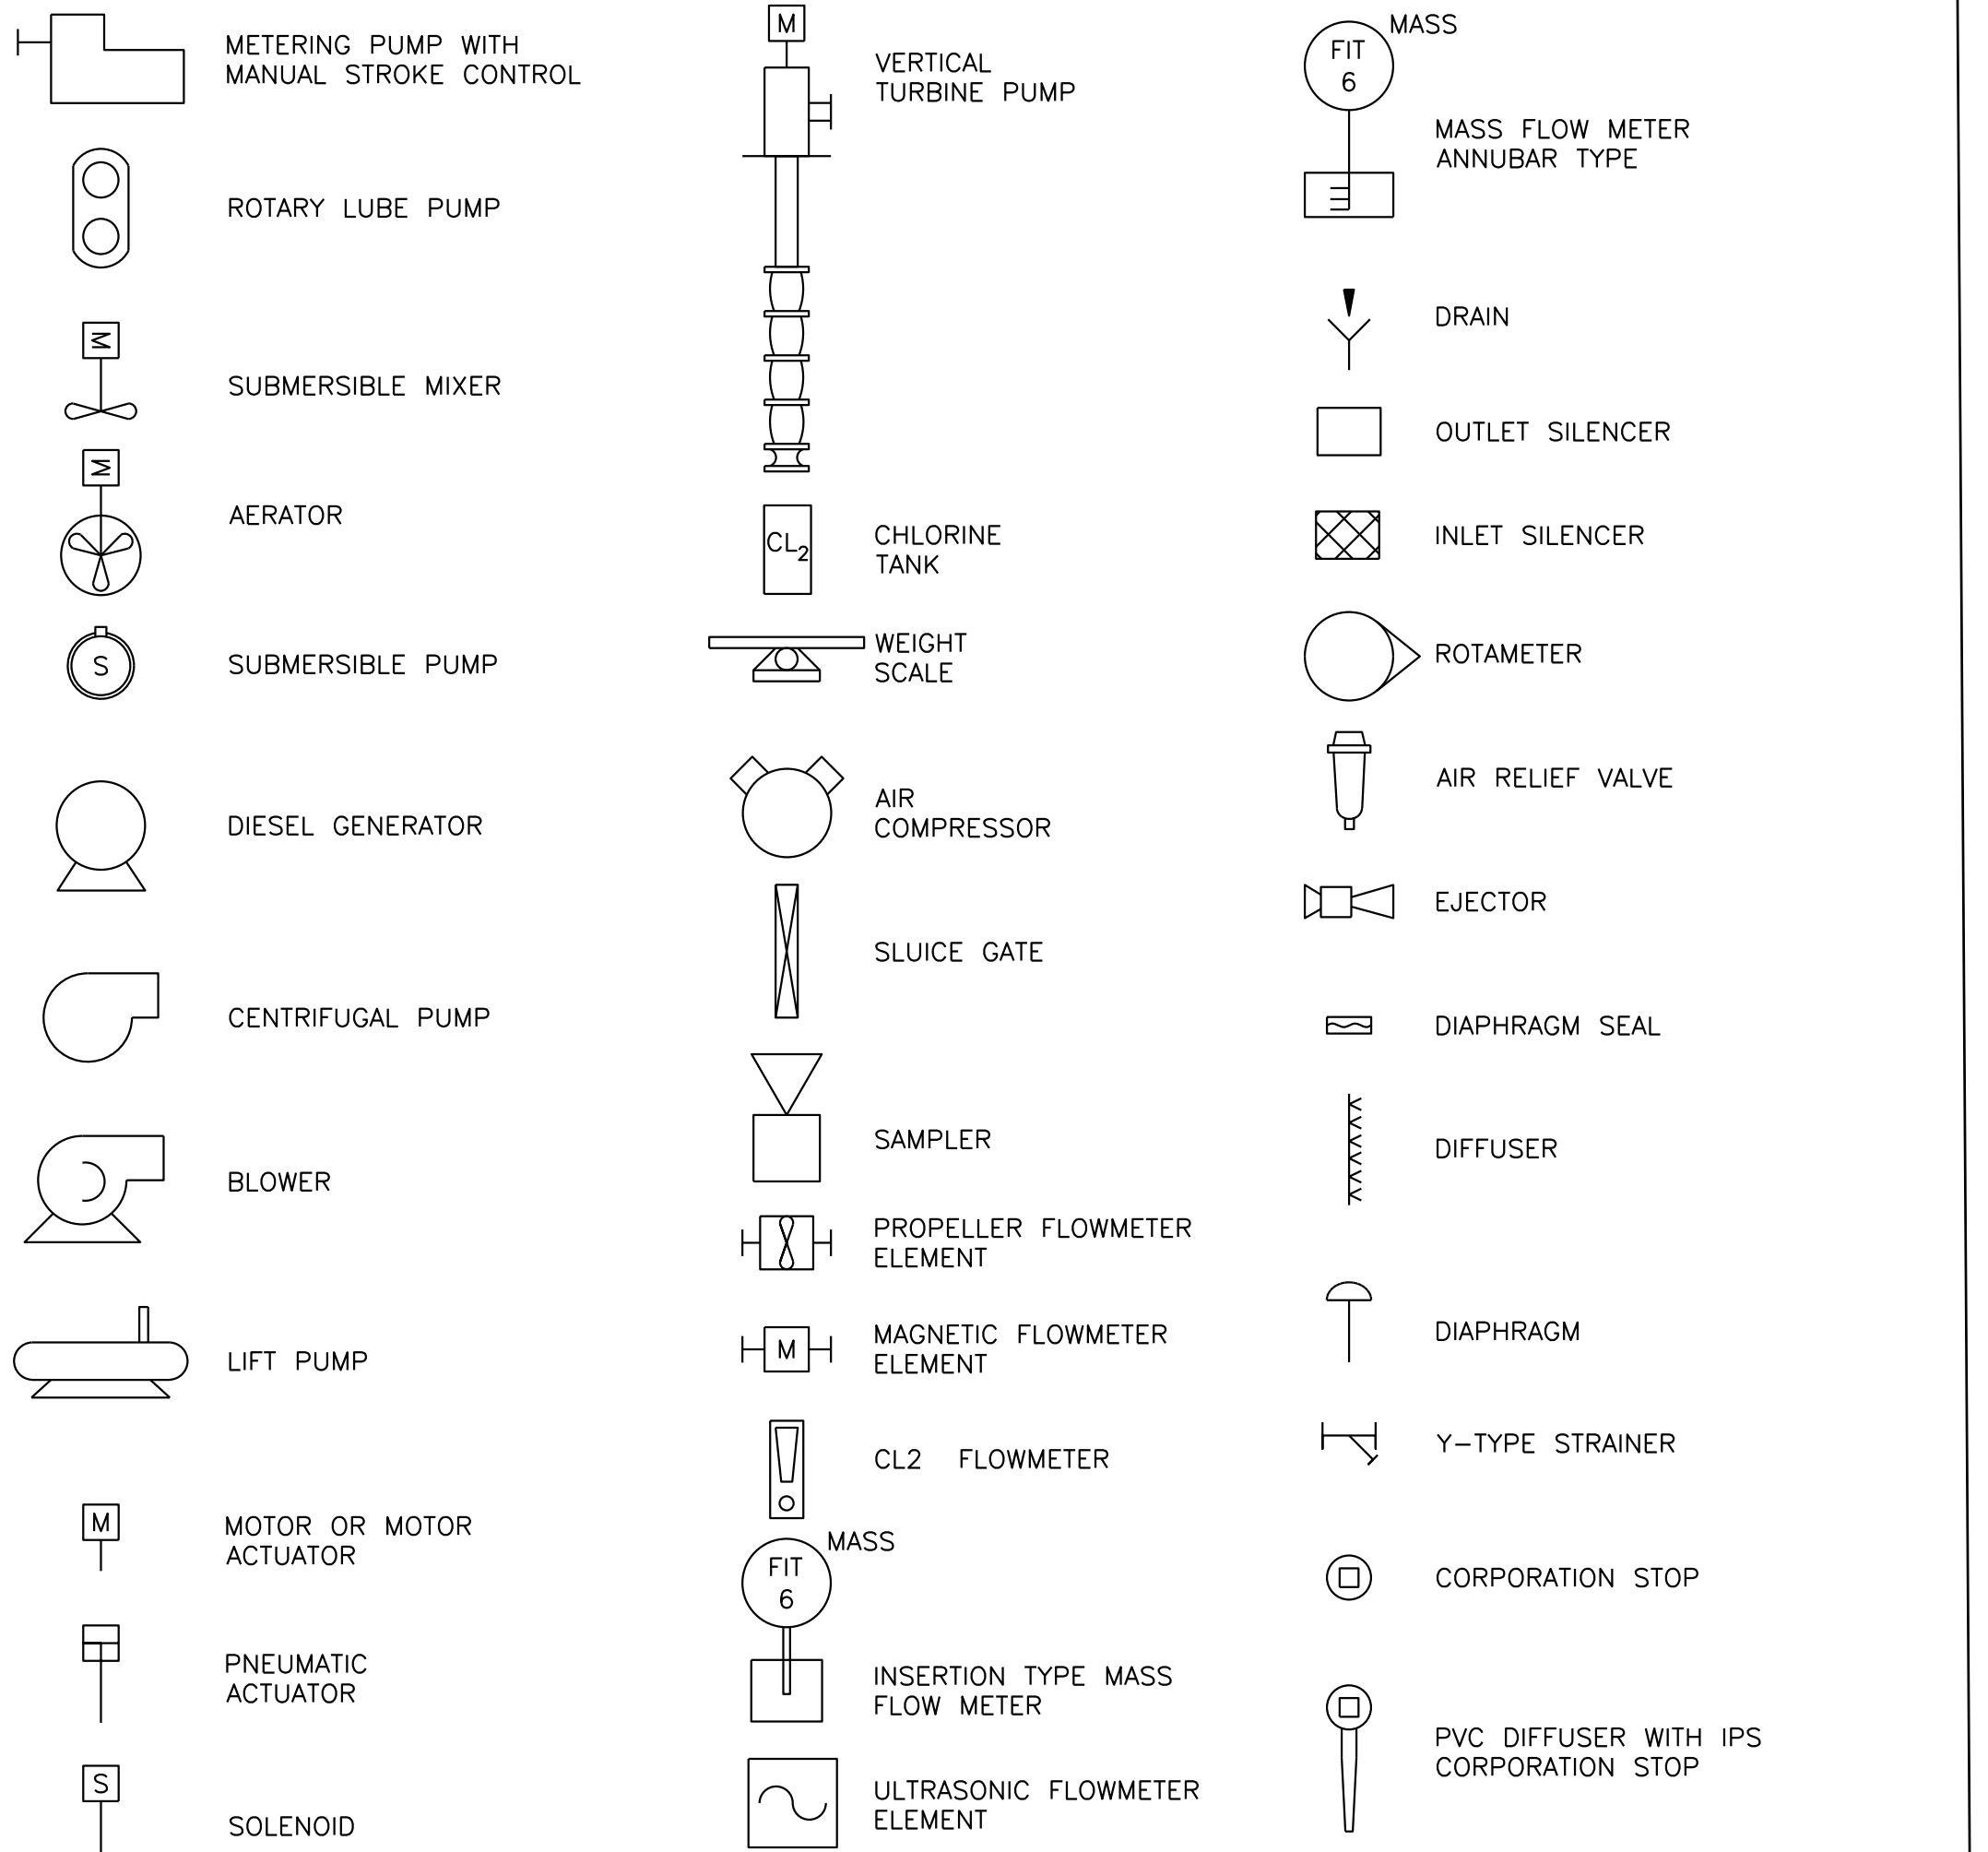 METERING PUMP WITH
MANUAL STROKE CONTROL
ROTARY LUBE PUMP
M
SUBMERSIBLE MIXER
M
AERATOR
S
SUBMERSIBLE PUMP
DIESEL GENERATOR
CENTRIFUGAL PUMP
BLOWER
LIFT PUMP
M
MOTOR OR MOTOR
ACTUATOR
PNEUMATIC
ACTUATOR
S
SOLENOID
M
VERTICAL
TURBINE PUMP
CL2
CHLORINE
TANK
WEIGHT
SCALE
AIR
COMPRESSOR
SLUICE GATE
SAMPLER
PROPELLER FLOWMETER
ELEMENT
M
MAGNETIC FLOWMETER
ELEMENT
CL2 FLOWMETER
MASS
FIT
6
INSERTION TYPE MASS
FLOW METER
ULTRASONIC FLOWMETER
ELEMENT
MASS
FIT
6
MASS FLOW METER
ANNUBAR TYPE
DRAIN
OUTLET SILENCER
INLET SILENCER
ROTAMETER
AIR RELIEF VALVE
EJECTOR
DIAPHRAGM SEAL
DIFFUSER
DIAPHRAGM
Y-TYPE STRAINER
CORPORATION STOP
PVC DIFFUSER WITH IPS
CORPORATION STOP